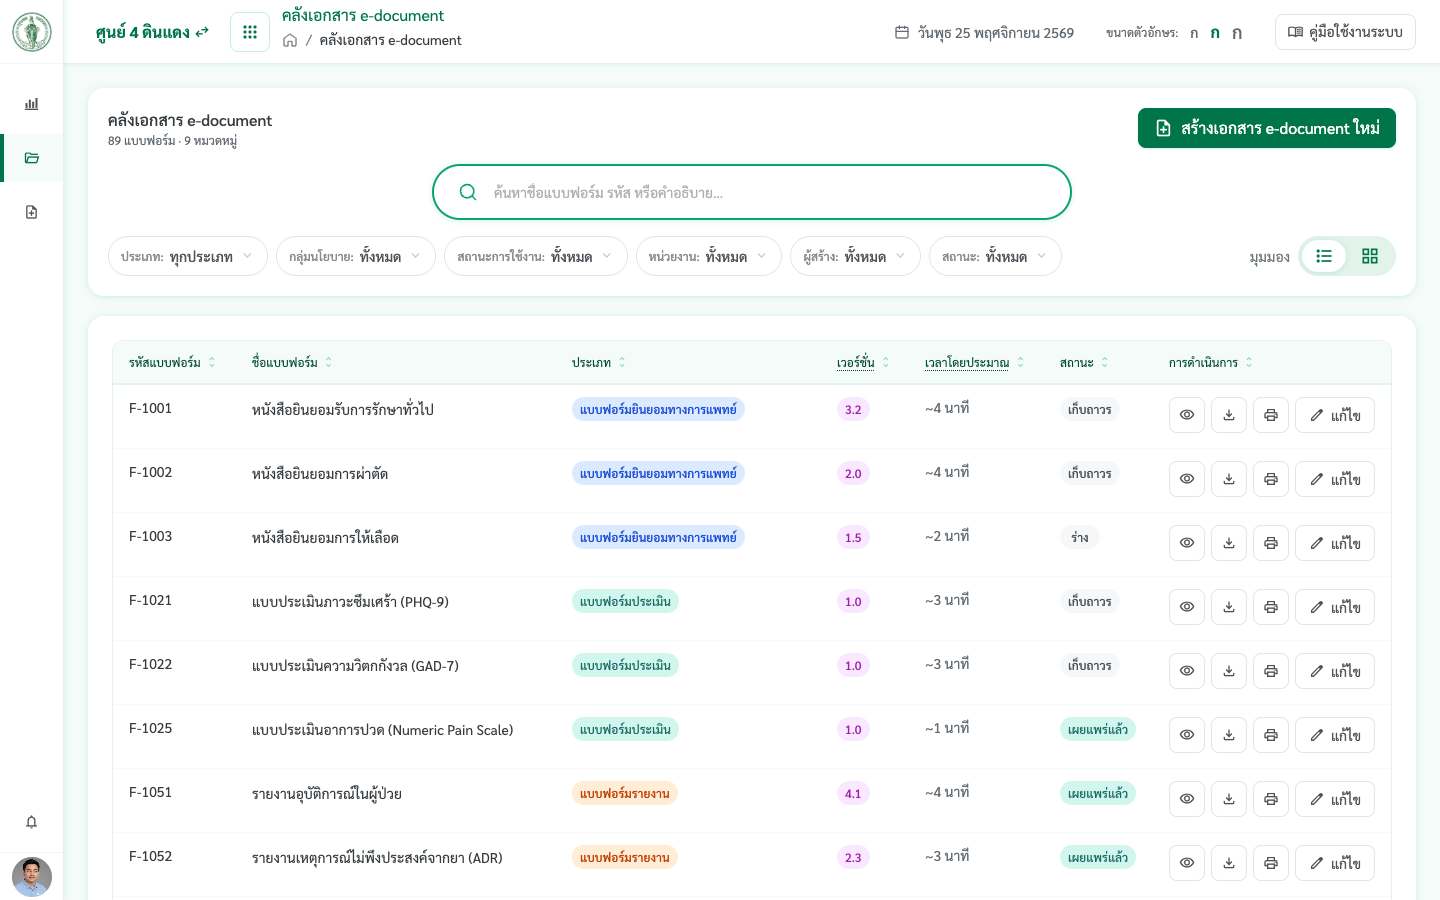 ศูนย์ 4 ดินแดง
คลังเอกสาร e-document
/ คลังเอกสาร e-document
วันพุธ 25 พฤศจิกายน 2569
ขนาดตัวอักษร: ก ก ก
คู่มือใช้งานระบบ
คลังเอกสาร e-document
89 แบบฟอร์ม · 9 หมวดหมู่
สร้างเอกสาร e-document ใหม่
ค้นหาชื่อแบบฟอร์ม รหัส หรือคำอธิบาย...
ประเภท: ทุกประเภท กลุ่มนโยบาย: ทั้งหมด สถานะการใช้งาน: ทั้งหมด หน่วยงาน: ทั้งหมด ผู้สร้าง: ทั้งหมด สถานะ: ทั้งหมด มุมมอง
รหัสแบบฟอร์ม ชื่อแบบฟอร์ม ประเภท เวอร์ชั่น เวลาโดยประมาณ สถานะ การดำเนินการ
F-1001 หนังสือยินยอมรับการรักษาทั่วไป แบบฟอร์มยินยอมทางการแพทย์ 3.2 ~4 นาที เก็บถาวร แก้ไข
F-1002 หนังสือยินยอมการผ่าตัด แบบฟอร์มยินยอมทางการแพทย์ 2.0 ~4 นาที เก็บถาวร แก้ไข
F-1003 หนังสือยินยอมการให้เลือด แบบฟอร์มยินยอมทางการแพทย์ 1.5 ~2 นาที ร่าง แก้ไข
F-1021 แบบประเมินภาวะซึมเศร้า (PHQ-9) แบบฟอร์มประเมิน 1.0 ~3 นาที เก็บถาวร แก้ไข
F-1022 แบบประเมินความวิตกกังวล (GAD-7) แบบฟอร์มประเมิน 1.0 ~3 นาที เก็บถาวร แก้ไข
F-1025 แบบประเมินอาการปวด (Numeric Pain Scale) แบบฟอร์มประเมิน 1.0 ~1 นาที เผยแพร่แล้ว แก้ไข
F-1051 รายงานอุบัติการณ์ในผู้ป่วย แบบฟอร์มรายงาน 4.1 ~4 นาที เผยแพร่แล้ว แก้ไข
F-1052 รายงานเหตุการณ์ไม่พึงประสงค์จากยา (ADR) แบบฟอร์มรายงาน 2.3 ~3 นาที เผยแพร่แล้ว แก้ไข